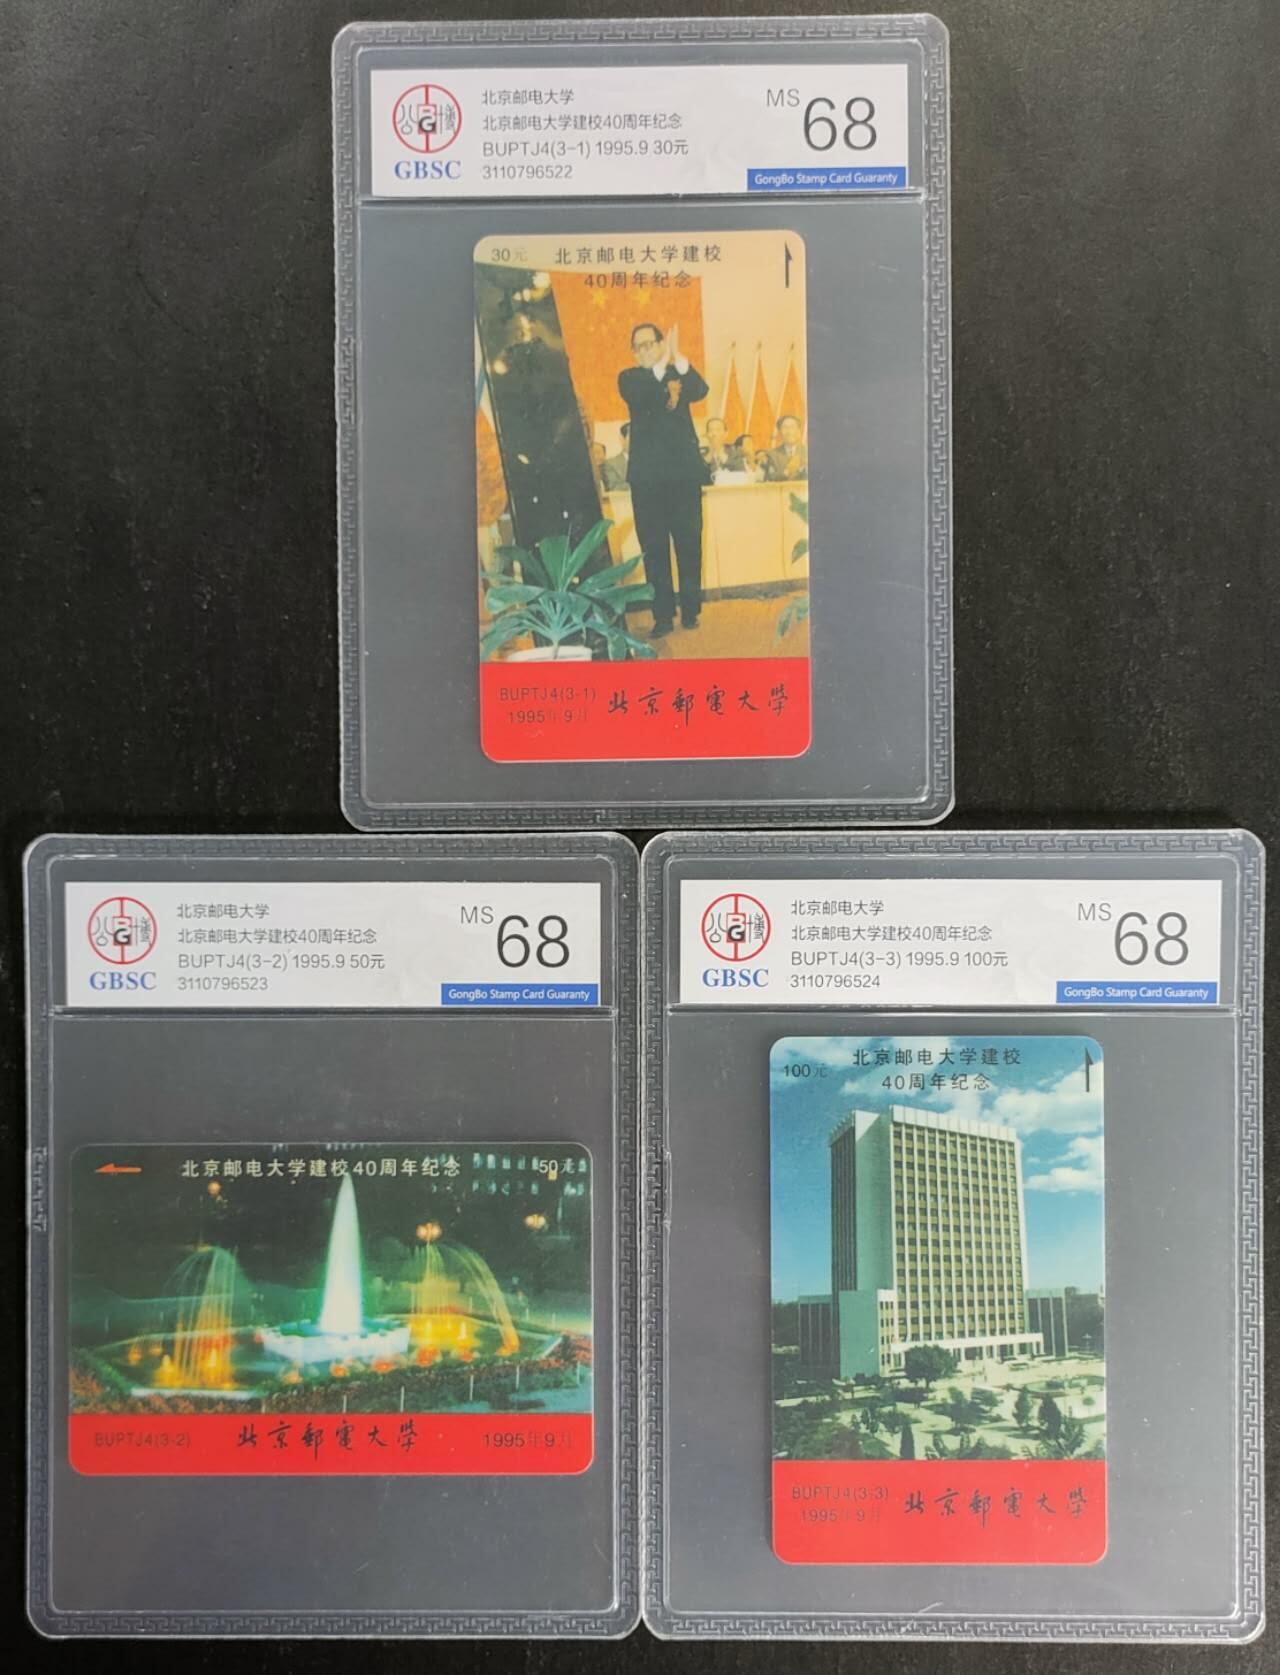 公博
BG
GBSC
北京邮电大学
北京邮电大学建校40周年纪念
BUPTJ4(3-1) 1995.9 30元
3110796522
MS 68
GongBo Stamp Card Guaranty
30元
北京邮电大学建校
40周年纪念
BUPTJ4(3-1)
1995年9月
北京郵電大學
公博
BG
GBSC
北京邮电大学
北京邮电大学建校40周年纪念
BUPTJ4(3-2) 1995.9 50元
3110796523
MS 68
GongBo Stamp Card Guaranty
北京邮电大学建校40周年纪念
50元
BUPTJ4(3-2)
北京郵電大學
1995年9月
公博
BG
GBSC
北京邮电大学
北京邮电大学建校40周年纪念
BUPTJ4(3-3) 1995.9 100元
3110796524
MS 68
GongBo Stamp Card Guaranty
100元
北京邮电大学建校
40周年纪念
BUPTJ4(3-3)
1995年9月
北京郵電大學